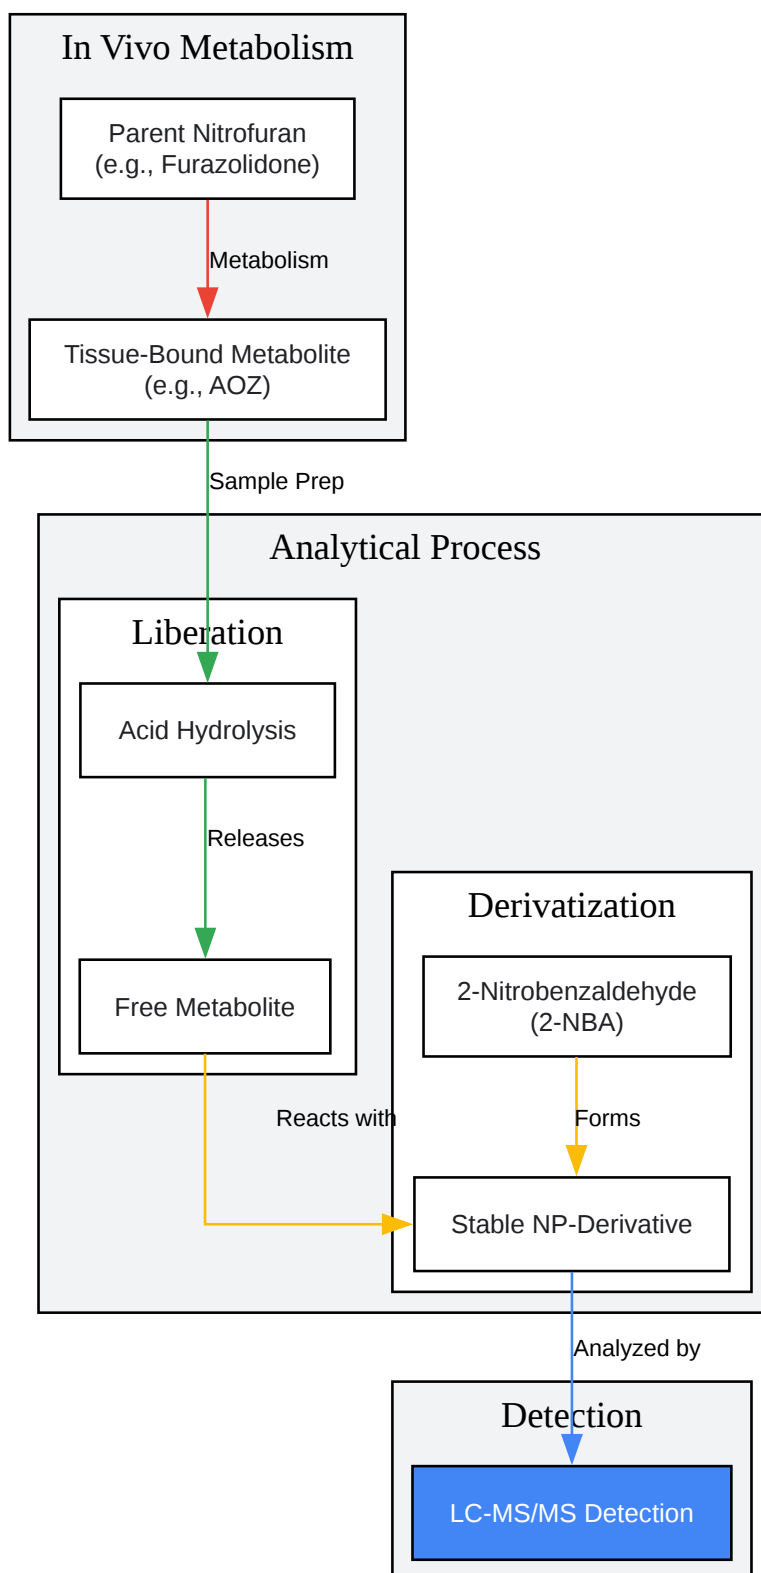 In Vivo Metabolism
Parent Nitrofuran
(e.g., Furazolidone)
Metabolism
Tissue-Bound Metabolite
(e.g., AOZ)
Sample Prep
Analytical Process
Liberation
Acid Hydrolysis
Releases
Free Metabolite
Derivatization
2-Nitrobenzaldehyde
(2-NBA)
Reacts with
Forms
Stable NP-Derivative
Analyzed by
Detection
LC-MS/MS Detection